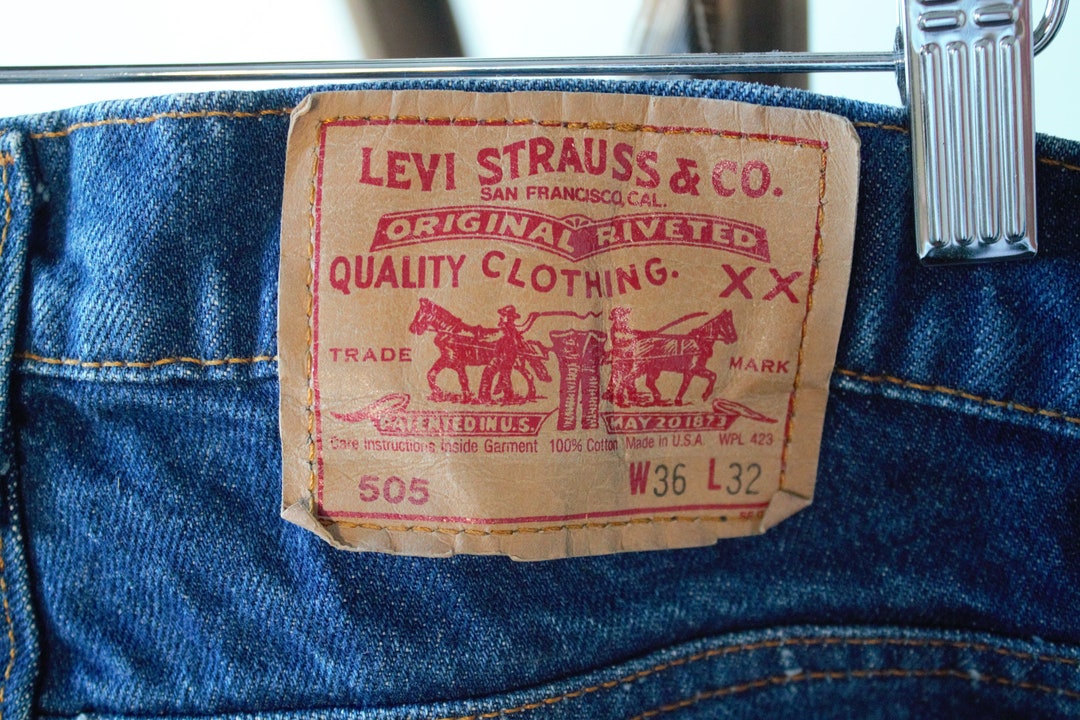 LEVI STRAUSS & CO.
SAN FRANCISCO, CAL.
ORIGINAL RIVETED
QUALITY CLOTHING. XX
TRADE MARK
PATENTED IN U.S. MAY 20 1873
Care Instructions Inside Garment 100% Cotton Made in U.S.A. WPL 423
505 W36 L32